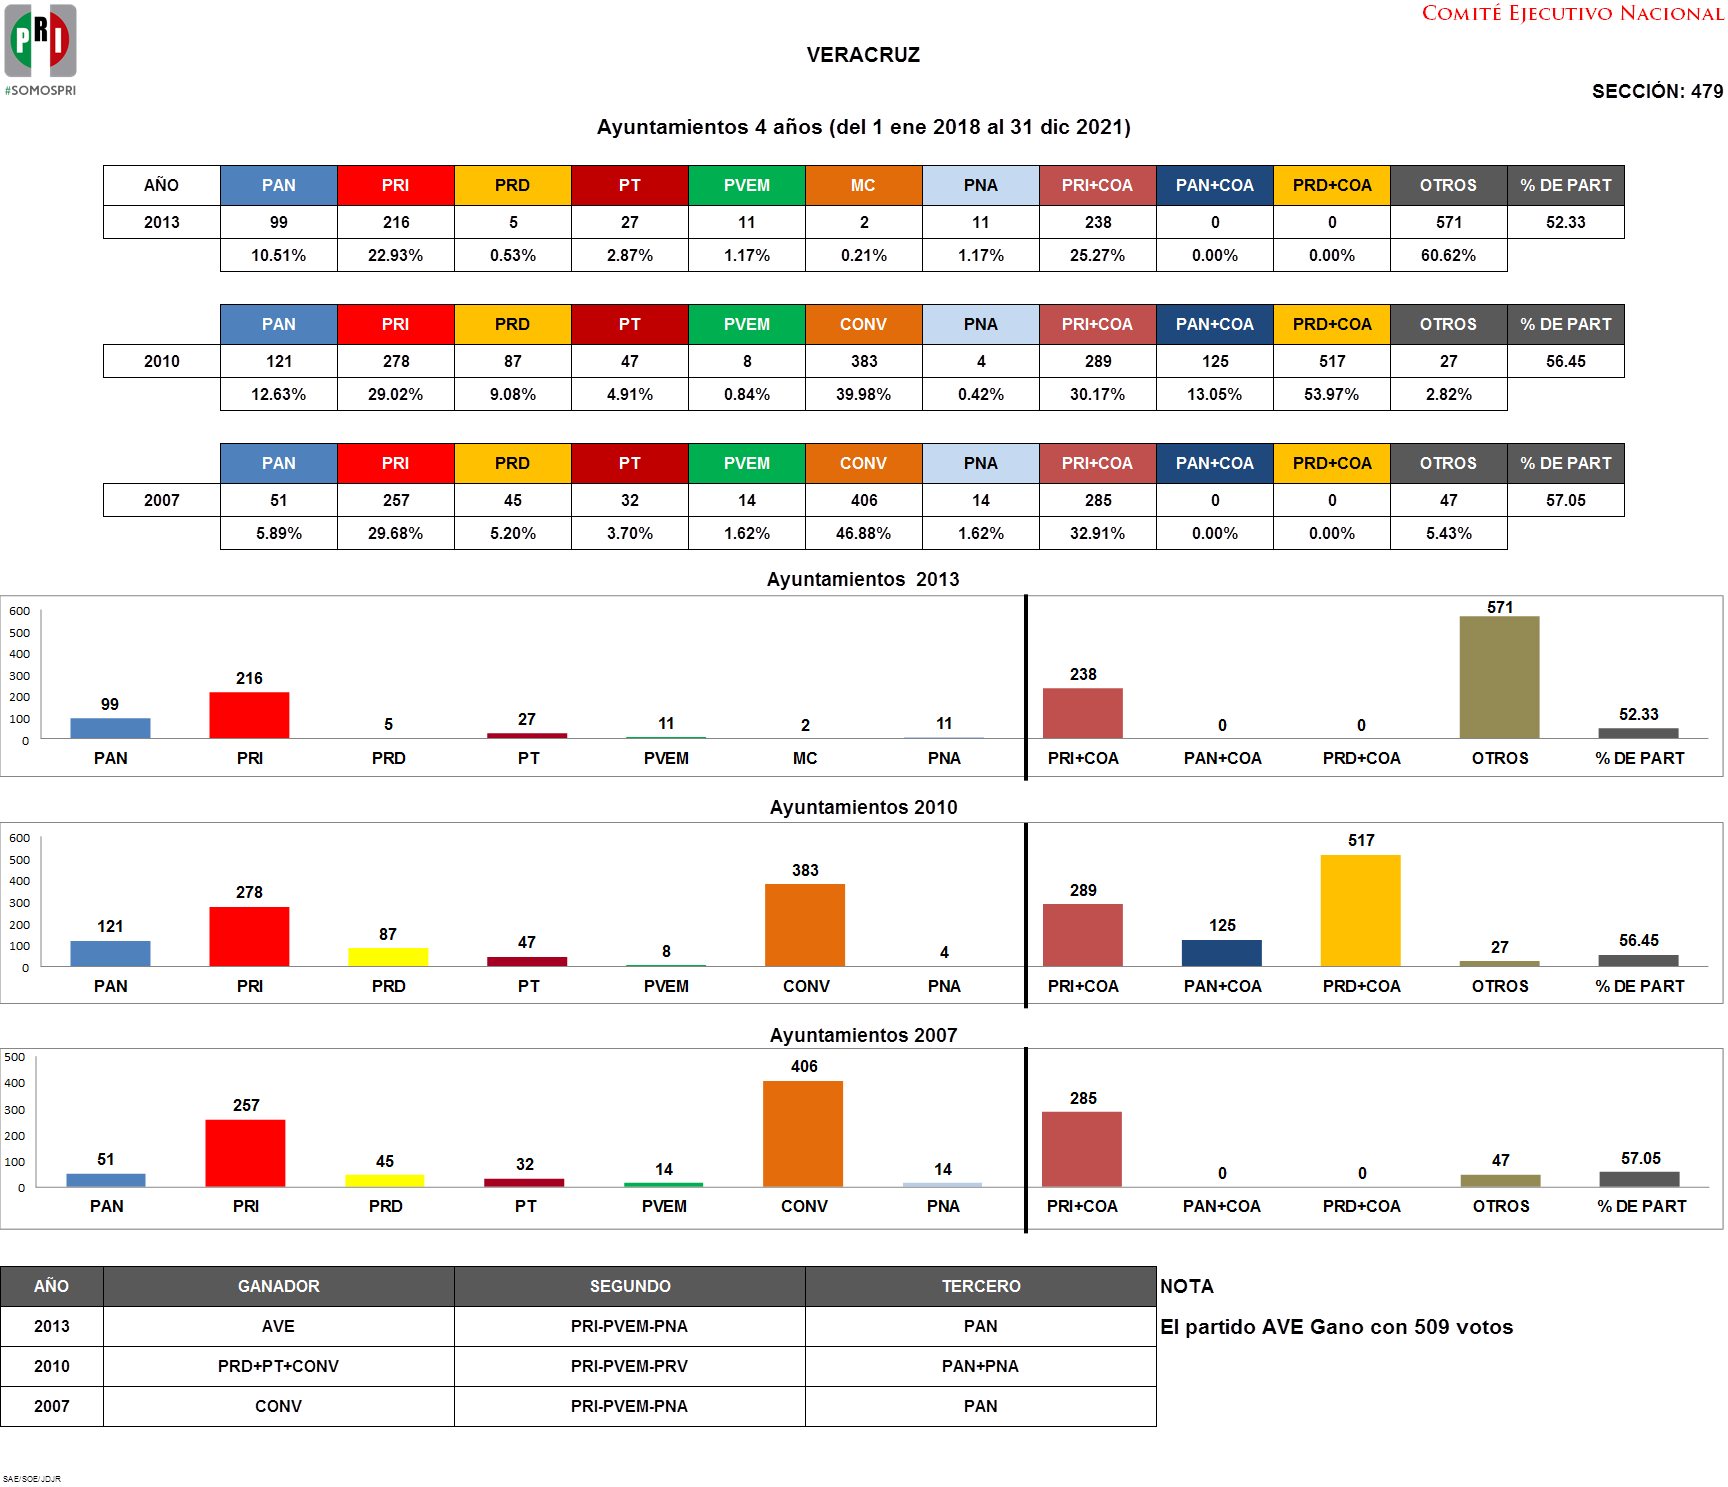 COMITÉ EJECUTIVO NACIONAL
PRI
#SOMOSPRI
VERACRUZ
SECCIÓN: 479
Ayuntamientos 4 años (del 1 ene 2018 al 31 dic 2021)
AÑO PAN PRI PRD PT PVEM MC PNA PRI+COA PAN+COA PRD+COA OTROS % DE PART
2013 99 216 5 27 11 2 11 238 0 0 571 52.33
10.51% 22.93% 0.53% 2.87% 1.17% 0.21% 1.17% 25.27% 0.00% 0.00% 60.62%
PAN PRI PRD PT PVEM CONV PNA PRI+COA PAN+COA PRD+COA OTROS % DE PART
2010 121 278 87 47 8 383 4 289 125 517 27 56.45
12.63% 29.02% 9.08% 4.91% 0.84% 39.98% 0.42% 30.17% 13.05% 53.97% 2.82%
PAN PRI PRD PT PVEM CONV PNA PRI+COA PAN+COA PRD+COA OTROS % DE PART
2007 51 257 45 32 14 406 14 285 0 0 47 57.05
5.89% 29.68% 5.20% 3.70% 1.62% 46.88% 1.62% 32.91% 0.00% 0.00% 5.43%
Ayuntamientos 2013
600
500
400
300
200
100
0
99 216 5 27 11 2 11 238 0 0 571 52.33
PAN PRI PRD PT PVEM MC PNA PRI+COA PAN+COA PRD+COA OTROS % DE PART
Ayuntamientos 2010
600
500
400
300
200
100
0
121 278 87 47 8 383 4 289 125 517 27 56.45
PAN PRI PRD PT PVEM CONV PNA PRI+COA PAN+COA PRD+COA OTROS % DE PART
Ayuntamientos 2007
500
400
300
200
100
0
51 257 45 32 14 406 14 285 0 0 47 57.05
PAN PRI PRD PT PVEM CONV PNA PRI+COA PAN+COA PRD+COA OTROS % DE PART
AÑO GANADOR SEGUNDO TERCERO NOTA
2013 AVE PRI-PVEM-PNA PAN El partido AVE Gano con 509 votos
2010 PRD+PT+CONV PRI-PVEM-PRV PAN+PNA
2007 CONV PRI-PVEM-PNA PAN
SAE/SOE/JDJR